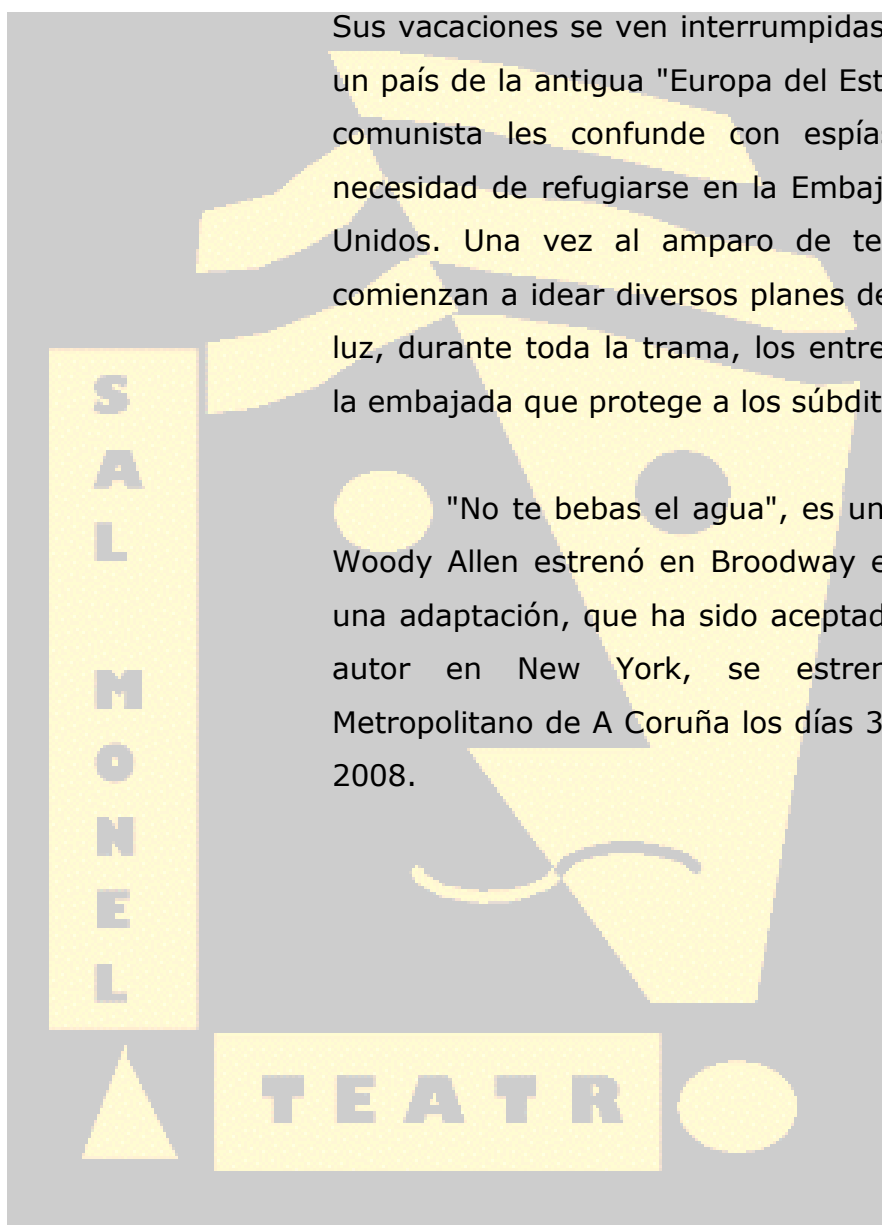 Sus vacaciones se ven interrumpidas
un país de la antigua "Europa del Est
comunista les confunde con espía
necesidad de refugiarse en la Embaj
Unidos. Una vez al amparo de te
comienzan a idear diversos planes de
luz, durante toda la trama, los entre
la embajada que protege a los súbdit
"No te bebas el agua", es un
Woody Allen estrenó en Broodway e
una adaptación, que ha sido aceptad
autor en New York, se estren
Metropolitano de A Coruña los días 3
2008.
SAL MONEL
TEATR